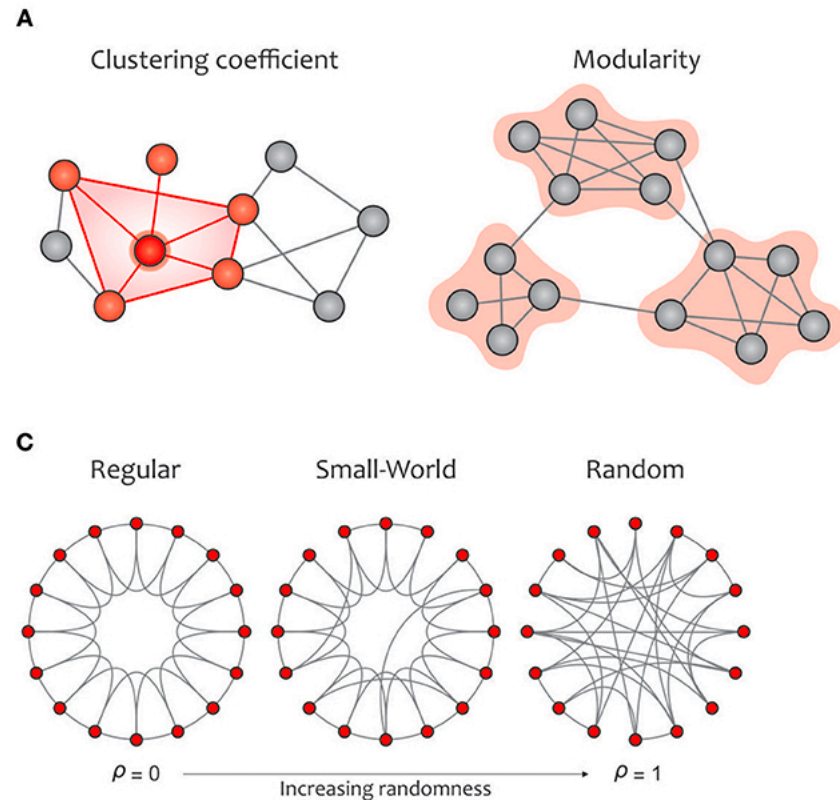 A
Clustering coefficient
Modularity
C
Regular
Small-World
Random
ρ = 0
Increasing randomness
ρ = 1